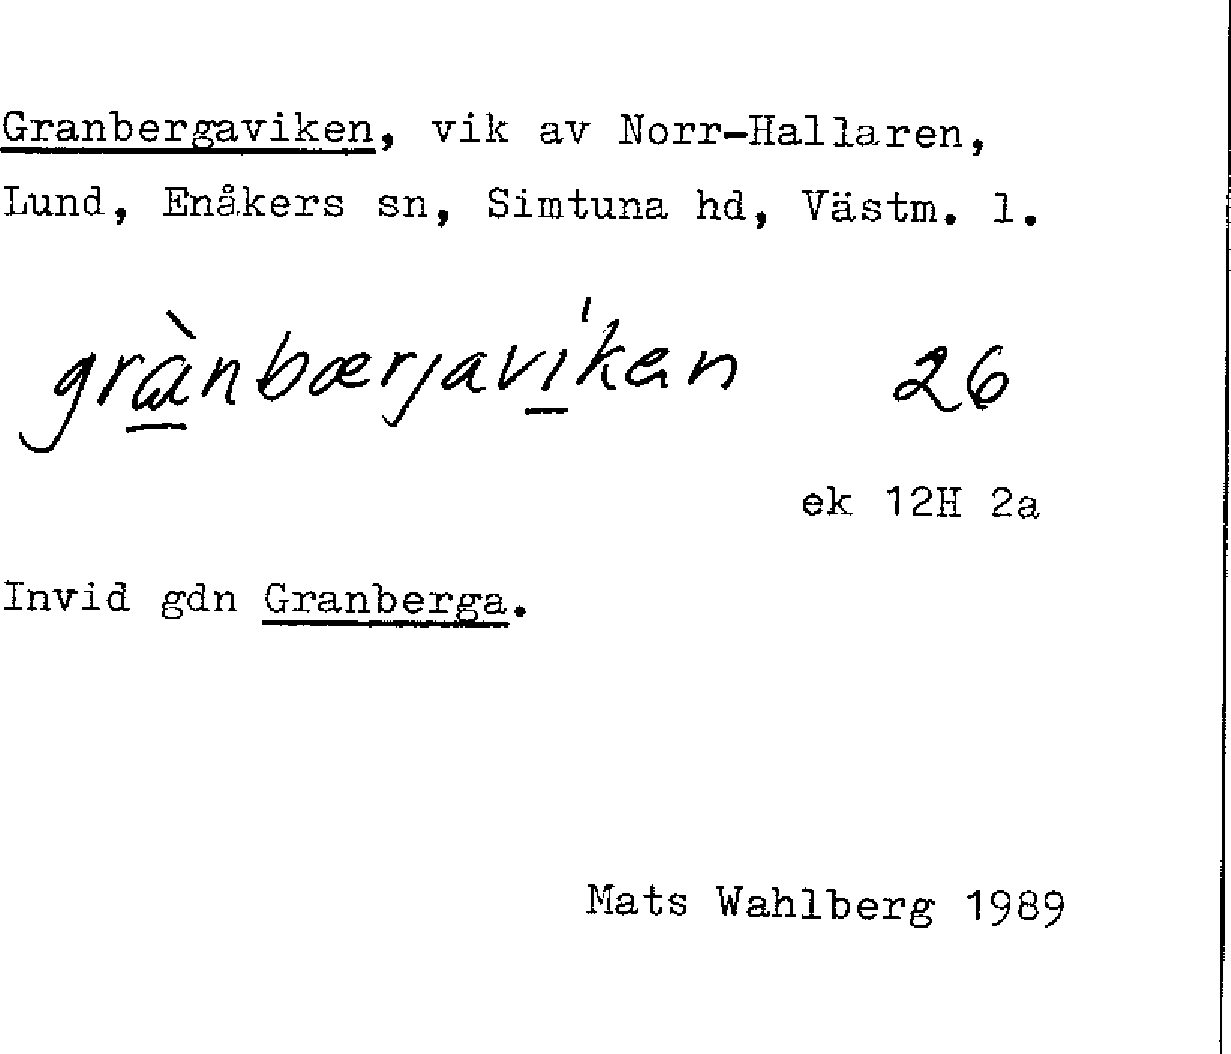 Granbergaviken, vik av Norr-Hallaren,
Lund, Enåkers sn, Simtuna hd, Västm. l.
grànbærjavi'kan 26
ek 12H 2a
Invid gdn Granberga.
Mats Wahlberg 1989